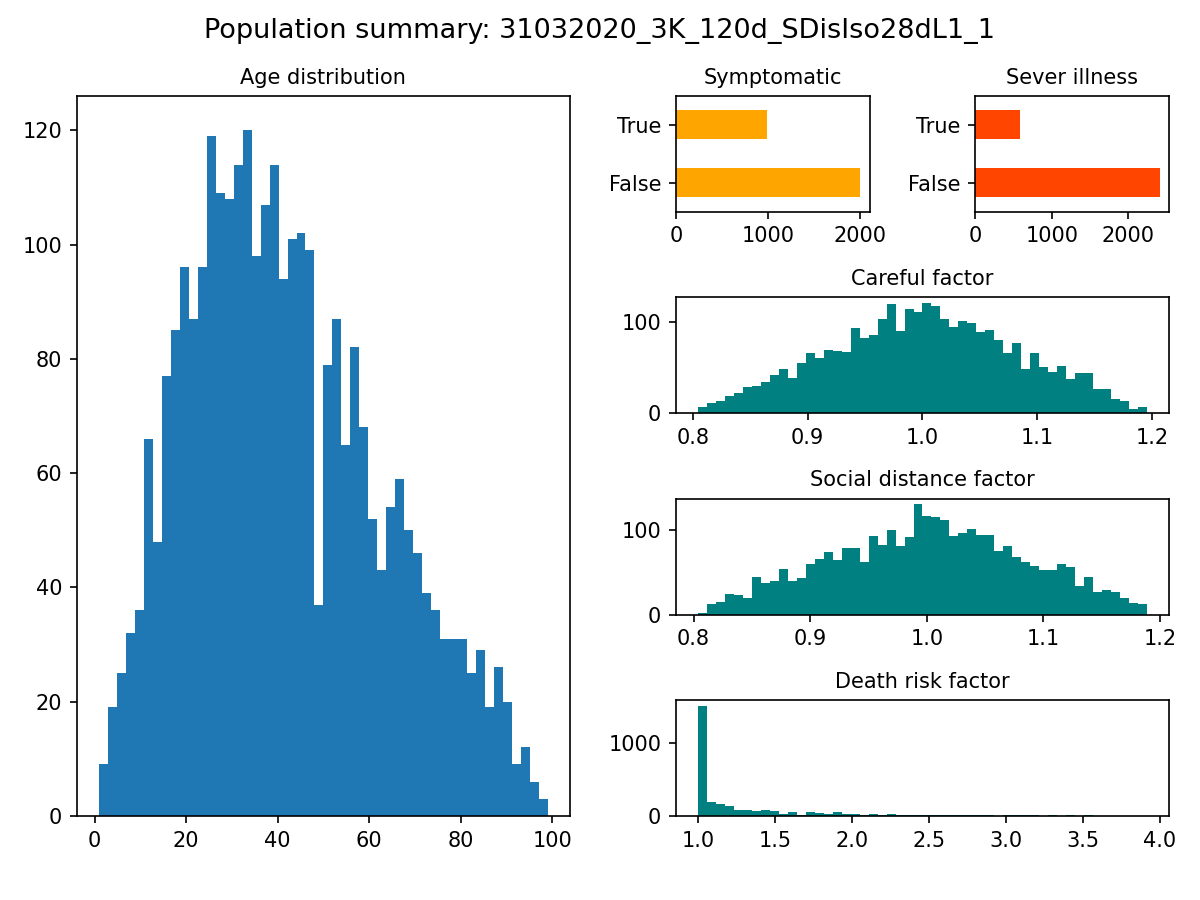 Population summary: 31032020_3K_120d_SDisIso28dL1_1
Age distribution
120
100
80
60
40
20
0
0 20 40 60 80 100
Symptomatic
True
False
0 1000 2000
Sever illness
True
False
0 1000 2000
Careful factor
100
0
0.8 0.9 1.0 1.1 1.2
Social distance factor
100
0
0.8 0.9 1.0 1.1 1.2
Death risk factor
1000
0
1.0 1.5 2.0 2.5 3.0 3.5 4.0